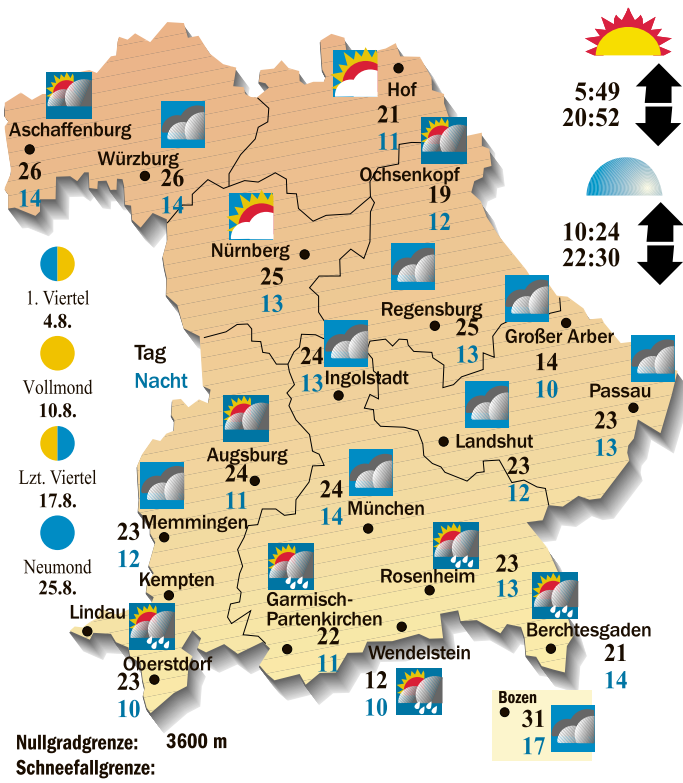 5:49
20:52
10:24
22:30
Hof
21
11
Aschaffenburg
26
14
Würzburg
26
14
Ochsenkopf
19
12
Nürnberg
25
13
1. Viertel
4.8.
Vollmond
10.8.
Lzt. Viertel
17.8.
Neumond
25.8.
Tag
Nacht
Regensburg
25
13
Großer Arber
14
10
24
13
Ingolstadt
Passau
23
13
Landshut
23
12
Augsburg
24
11
24
14
München
Memmingen
23
12
Kempten
Lindau
Oberstdorf
23
10
Garmisch-
Partenkirchen
22
11
Rosenheim
23
13
Wendelstein
12
10
Berchtesgaden
21
14
Bozen
31
17
Nullgradgrenze: 3600 m
Schneefallgrenze: